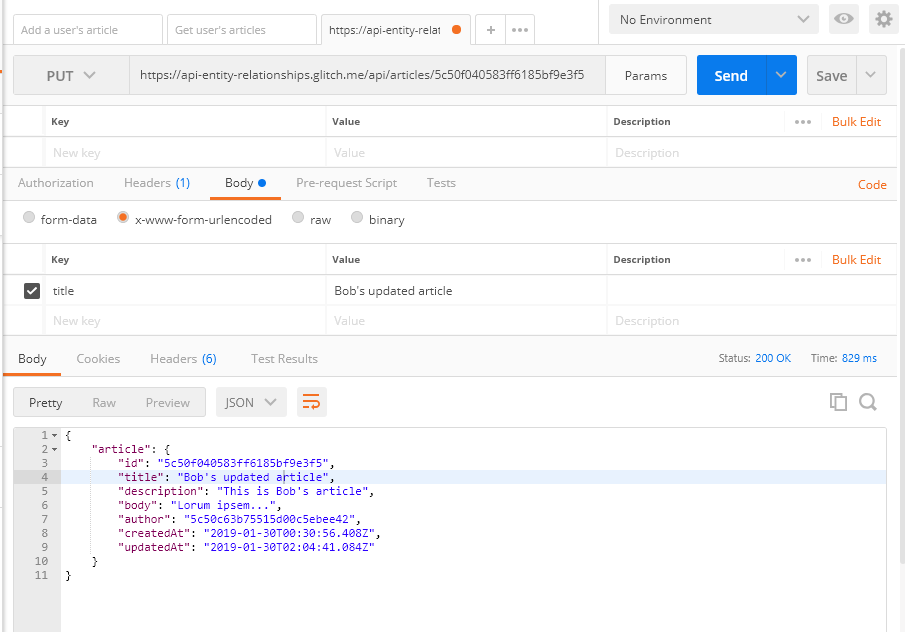 Add a user's article Get user's articles https://api-entity-relat + ••• No Environment
PUT https://api-entity-relationships.glitch.me/api/articles/5c50f040583ff6185bf9e3f5 Params Send Save
Key Value Description ••• Bulk Edit
New key Value Description
Authorization Headers (1) Body Pre-request Script Tests Code
form-data x-www-form-urlencoded raw binary
Key Value Description ••• Bulk Edit
title Bob's updated article
New key Value Description
Body Cookies Headers (6) Test Results Status: 200 OK Time: 829 ms
Pretty Raw Preview JSON
1 {
2 "article": {
3 "id": "5c50f040583ff6185bf9e3f5",
4 "title": "Bob's updated article",
5 "description": "This is Bob's article",
6 "body": "Lorum ipsem...",
7 "author": "5c50c63b75515d00c5ebee42",
8 "createdAt": "2019-01-30T00:30:56.408Z",
9 "updatedAt": "2019-01-30T02:04:41.084Z"
10 }
11 }